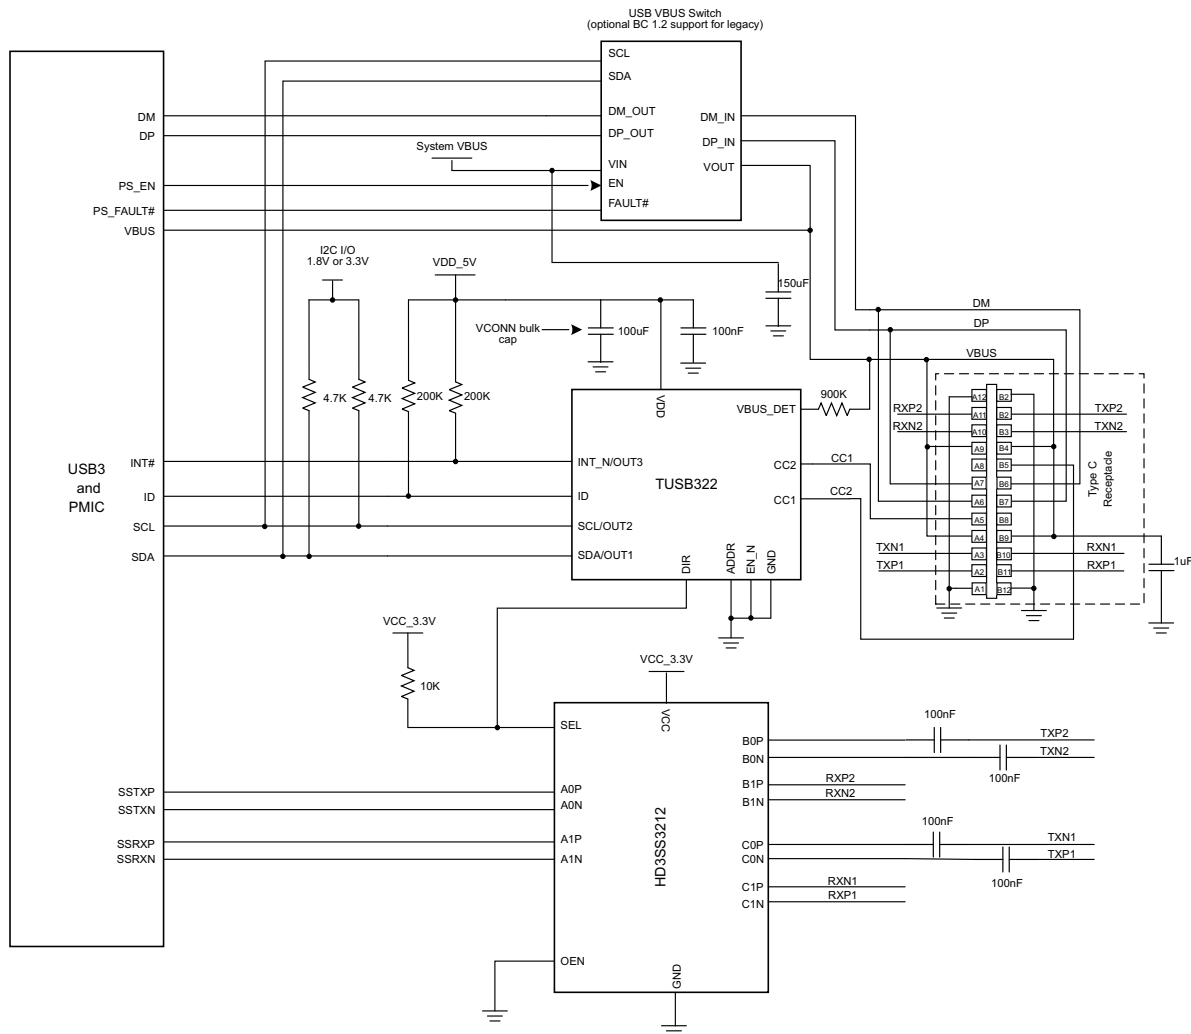 USB VBUS Switch
(optional BC 1.2 support for legacy)
SCL
SDA
DM
DM_OUT
DM_IN
DP
DP_OUT
DP_IN
System VBUS
VIN
VOUT
PS_EN
EN
PS_FAULT#
FAULT#
VBUS
I2C I/O
1.8V or 3.3V
VDD_5V
150uF
DM
DP
VCONN bulk
cap
100uF
100nF
VBUS
4.7K
4.7K
200K
200K
VDD
VBUS_DET
900K
A12
B2
RXP2
A11
B2
TXP2
RXN2
A10
B3
TXN2
A9
B4
A8
B5
A7
B6
A6
B7
A5
B8
A4
B9
TXN1
A3
B10
RXN1
TXP1
A2
B11
RXP1
A1
B12
Type C
Receptacle
1uF
USB3
and
PMIC
INT#
INT_N/OUT3
TUSB322
CC2
CC1
CC1
CC2
ID
ID
SCL
SCL/OUT2
SDA
SDA/OUT1
DIR
ADDR
EN_N
GND
VCC_3.3V
10K
VCC_3.3V
VCC
SEL
100nF
B0P
TXP2
B0N
TXN2
100nF
SSTXP
A0P
B1P
RXP2
SSTXN
A0N
B1N
RXN2
100nF
SSRXP
A1P
C0P
TXN1
SSRXN
A1N
C0N
TXP1
100nF
HD3SS3212
C1P
RXN1
C1N
RXP1
OEN
GND